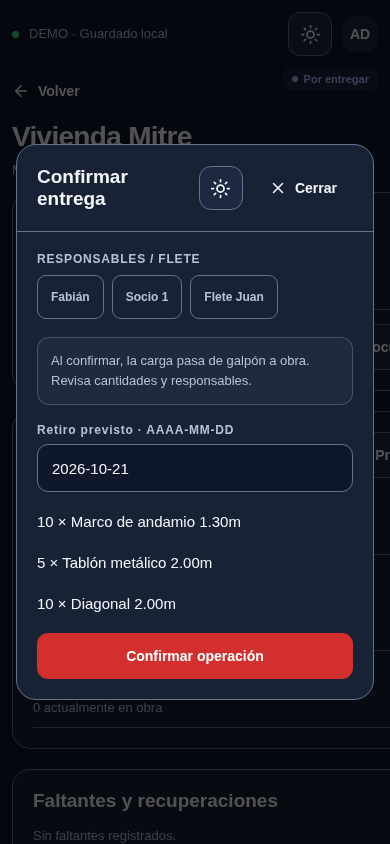 DEMO · Guardado local
AD
Por entregar
Volver
Vivienda Mitre
Confirmar
entrega
Cerrar
RESPONSABLES / FLETE
Fabián
Socio 1
Flete Juan
Al confirmar, la carga pasa de galpón a obra.
Revisa cantidades y responsables.
Retiro previsto · AAAA-MM-DD
2026-10-21
10 × Marco de andamio 1.30m
5 × Tablón metálico 2.00m
10 × Diagonal 2.00m
Confirmar operación
0 actualmente en obra
Faltantes y recuperaciones
Sin faltantes registrados.